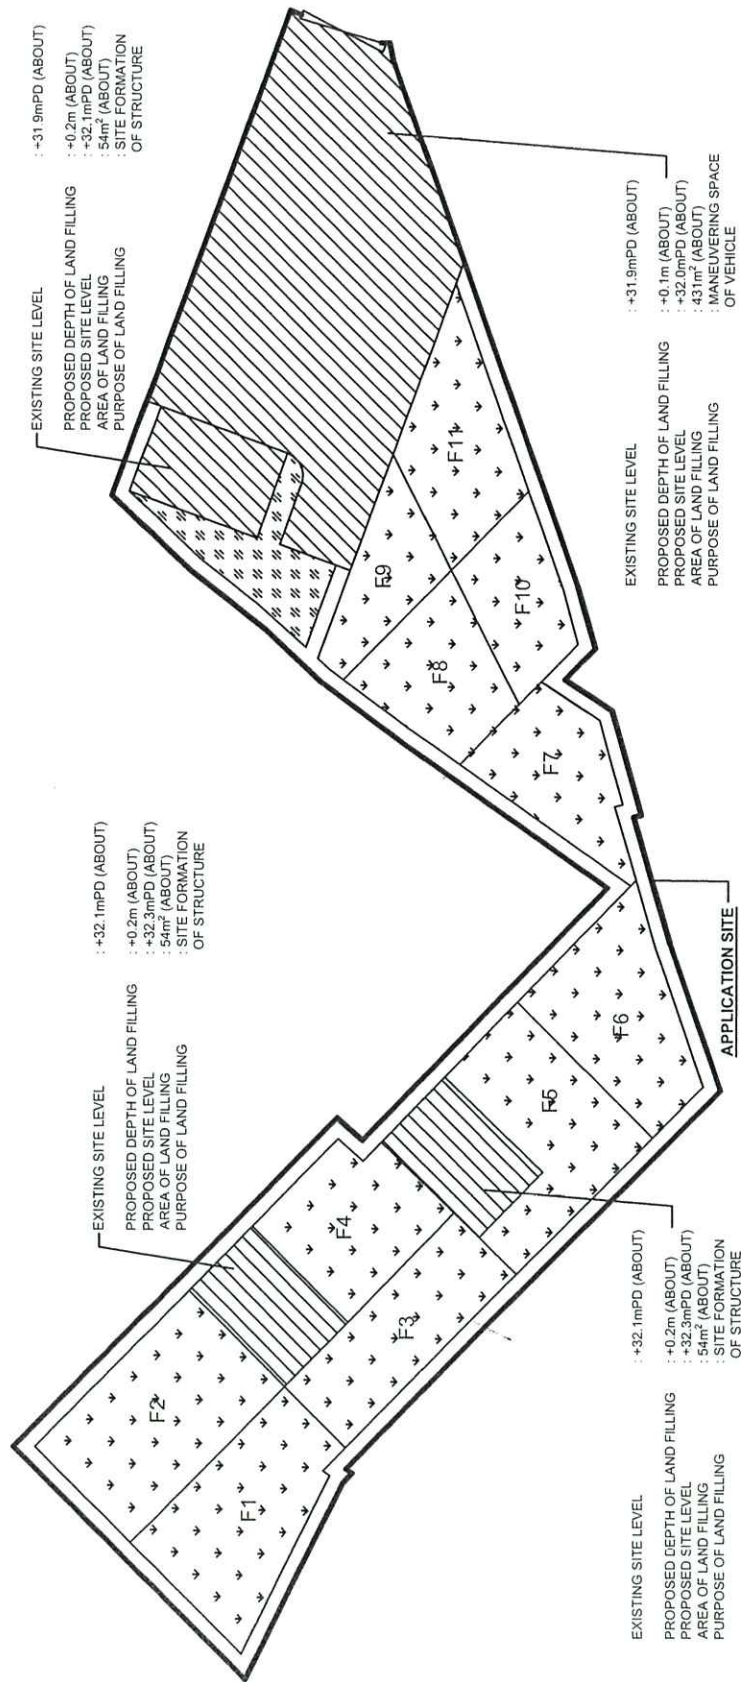 EXISTING SITE LEVEL : +32.1mPD (ABOUT)
PROPOSED DEPTH OF LAND FILLING : +0.2m (ABOUT)
PROPOSED SITE LEVEL : +32.3mPD (ABOUT)
AREA OF LAND FILLING : 54m² (ABOUT)
PURPOSE OF LAND FILLING : SITE FORMATION
OF STRUCTURE
EXISTING SITE LEVEL : +31.9mPD (ABOUT)
PROPOSED DEPTH OF LAND FILLING : +0.2m (ABOUT)
PROPOSED SITE LEVEL : +32.1mPD (ABOUT)
AREA OF LAND FILLING : 54m² (ABOUT)
PURPOSE OF LAND FILLING : SITE FORMATION
OF STRUCTURE
F2
F1
F4
F3
F5
F6
F7
F8
F9
F10
F11
APPLICATION SITE
EXISTING SITE LEVEL : +32.1mPD (ABOUT)
PROPOSED DEPTH OF LAND FILLING : +0.2m (ABOUT)
PROPOSED SITE LEVEL : +32.3mPD (ABOUT)
AREA OF LAND FILLING : 54m² (ABOUT)
PURPOSE OF LAND FILLING : SITE FORMATION
OF STRUCTURE
EXISTING SITE LEVEL : +31.9mPD (ABOUT)
PROPOSED DEPTH OF LAND FILLING : +0.1m (ABOUT)
PROPOSED SITE LEVEL : +32.0mPD (ABOUT)
AREA OF LAND FILLING : 431m² (ABOUT)
PURPOSE OF LAND FILLING : MANEUVERING SPACE
OF VEHICLE